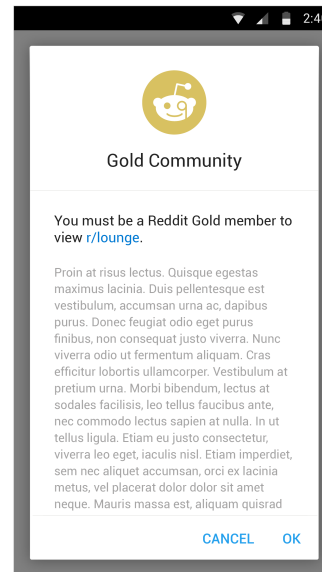 Gold Community
You must be a Reddit Gold member to
view r/lounge.
Proin at risus lectus. Quisque egestas
maximus lacinia. Duis pellentesque est
vestibulum, accumsan urna ac, dapibus
purus. Donec feugiat odio eget purus
finibus, non consequat justo viverra. Nunc
viverra odio ut fermentum aliquam. Cras
efficitur lobortis ullamcorper. Vestibulum at
pretium urna. Morbi bibendum, lectus at
sodales facilisis, leo tellus faucibus ante,
nec commodo lectus sapien at nulla. In ut
tellus ligula. Etiam eu justo consectetur,
viverra leo eget, iaculis nisl. Etiam imperdiet,
sem nec aliquet accumsan, orci ex lacinia
metus, vel placerat dolor dolor sit amet
neque. Mauris massa est, aliquam quisrad
CANCEL OK